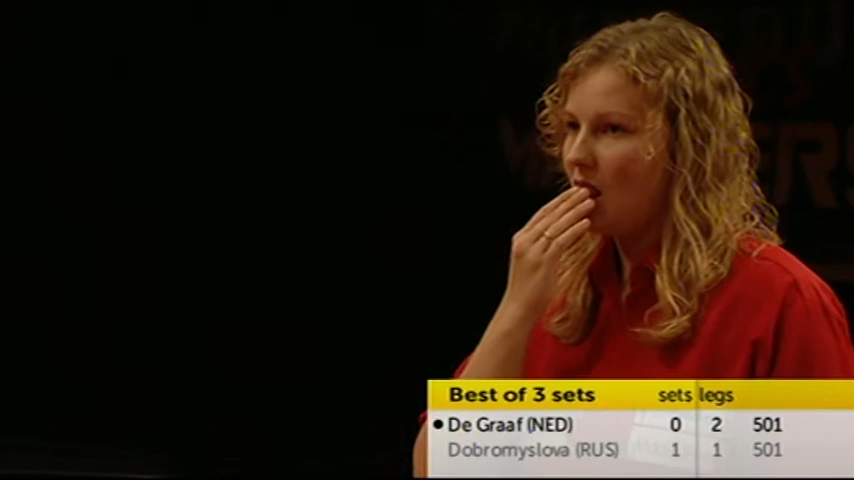 Best of 3 sets sets legs
De Graaf (NED) 0 2 501
Dobromyslova (RUS) 1 1 501